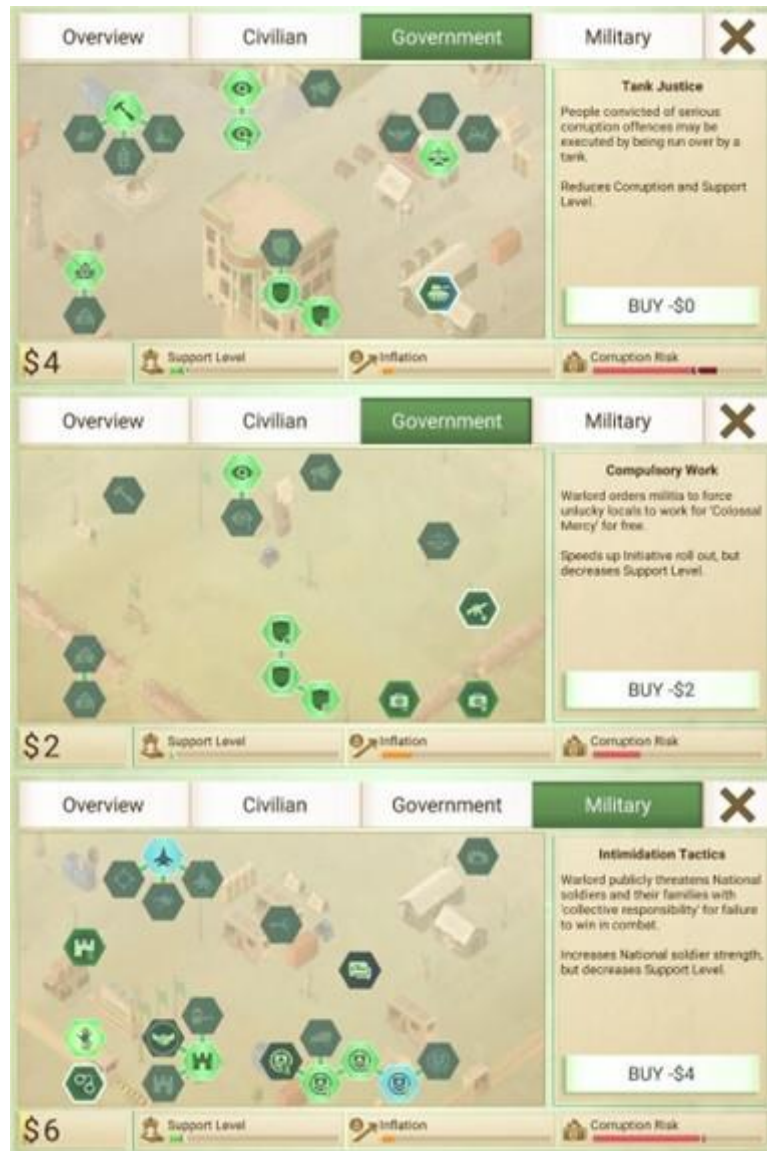 Overview Civilian Government Military
Tank Justice
People convicted of serious
corruption offences may be
executed by being run over by a
tank.
Reduces Corruption and Support
Level.
BUY -$0
$4 Support Level Inflation Corruption Risk
Overview Civilian Government Military
Compulsory Work
Warlord orders militia to force
unlucky locals to work for 'Colossal
Mercy' for free.
Speeds up Initiative roll out, but
decreases Support Level.
BUY -$2
$2 Support Level Inflation Corruption Risk
Overview Civilian Government Military
Intimidation Tactics
Warlord publicly threatens National
soldiers and their families with
'collective responsibility' for failure
to win in combat.
Increases National soldier strength,
but decreases Support Level.
BUY -$4
$6 Support Level Inflation Corruption Risk